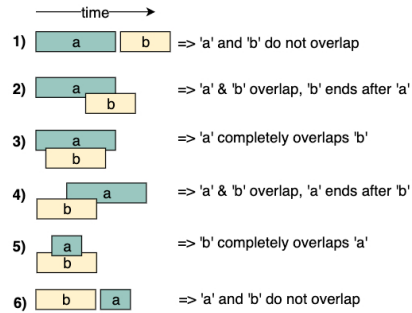 time
1) a b => 'a' and 'b' do not overlap
2) a b => 'a' & 'b' overlap, 'b' ends after 'a'
3) a b => 'a' completely overlaps 'b'
4) a b => 'a' & 'b' overlap, 'a' ends after 'b'
5) a b => 'b' completely overlaps 'a'
6) b a => 'a' and 'b' do not overlap